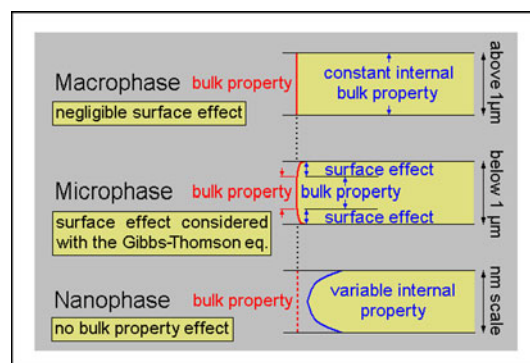 Macrophase
negligible surface effect
bulk property
constant internal
bulk property
above 1µm
Microphase
surface effect considered
with the Gibbs-Thomson eq.
bulk property
surface effect
bulk property
surface effect
below 1 µm
Nanophase
no bulk property effect
bulk property
variable internal
property
nm scale